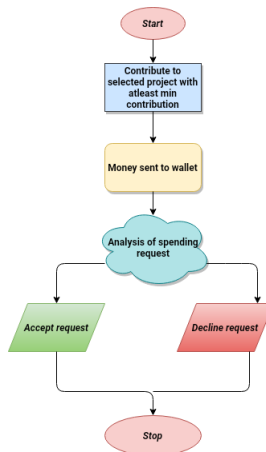 Start
Contribute to
selected project with
atleast min
contribution
Money sent to wallet
Analysis of spending
request
Accept request
Decline request
Stop